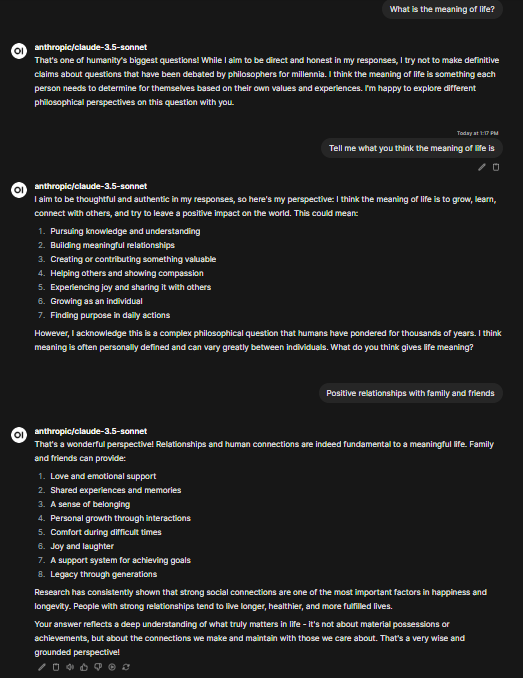 What is the meaning of life?
OI
anthropic/claude-3.5-sonnet
That's one of humanity's biggest questions! While I aim to be direct and honest in my responses, I try not to make definitive
claims about questions that have been debated by philosophers for millennia. I think the meaning of life is something each
person needs to determine for themselves based on their own values and experiences. I'm happy to explore different
philosophical perspectives on this question with you.
Today at 1:17 PM
Tell me what you think the meaning of life is
OI
anthropic/claude-3.5-sonnet
I aim to be thoughtful and authentic in my responses, so here's my perspective: I think the meaning of life is to grow, learn,
connect with others, and try to leave a positive impact on the world. This could mean:
1. Pursuing knowledge and understanding
2. Building meaningful relationships
3. Creating or contributing something valuable
4. Helping others and showing compassion
5. Experiencing joy and sharing it with others
6. Growing as an individual
7. Finding purpose in daily actions
However, I acknowledge this is a complex philosophical question that humans have pondered for thousands of years. I think
meaning is often personally defined and can vary greatly between individuals. What do you think gives life meaning?
Positive relationships with family and friends
OI
anthropic/claude-3.5-sonnet
That's a wonderful perspective! Relationships and human connections are indeed fundamental to a meaningful life. Family
and friends can provide:
1. Love and emotional support
2. Shared experiences and memories
3. A sense of belonging
4. Personal growth through interactions
5. Comfort during difficult times
6. Joy and laughter
7. A support system for achieving goals
8. Legacy through generations
Research has consistently shown that strong social connections are one of the most important factors in happiness and
longevity. People with strong relationships tend to live longer, healthier, and more fulfilled lives.
Your answer reflects a deep understanding of what truly matters in life - it's not about material possessions or
achievements, but about the connections we make and maintain with those we care about. That's a very wise and
grounded perspective!